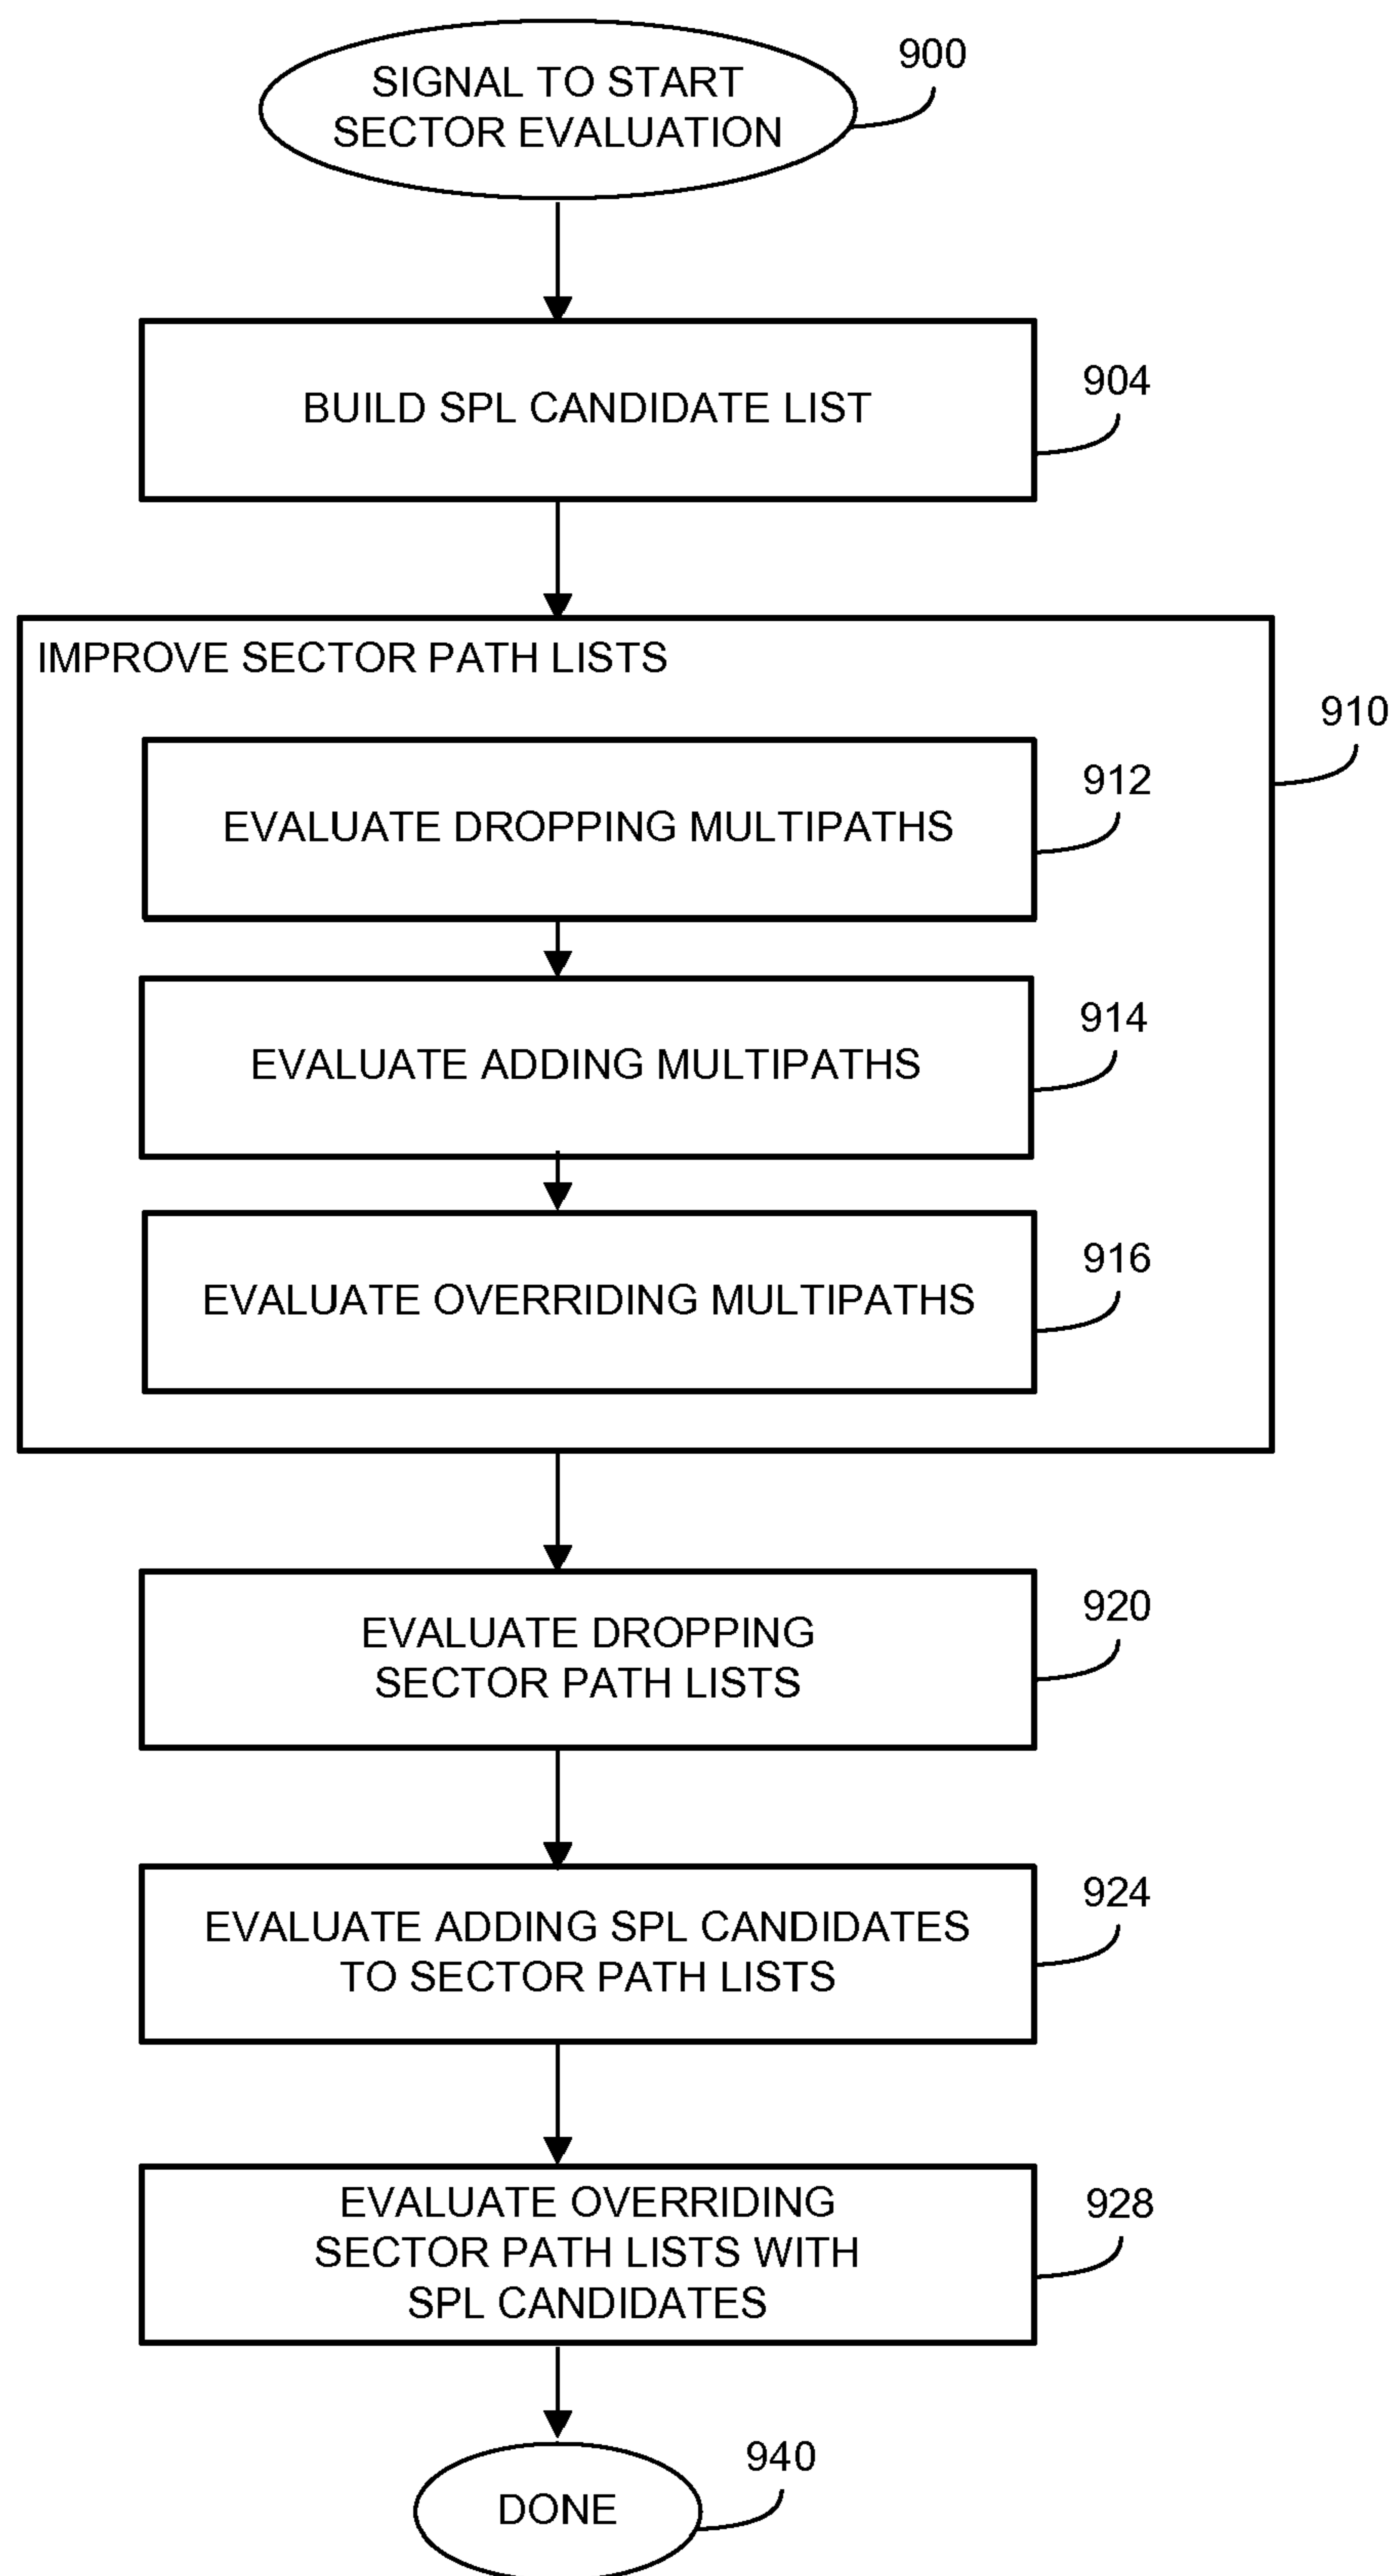 SIGNAL TO START
SECTOR EVALUATION
900
BUILD SPL CANDIDATE LIST
904
IMPROVE SECTOR PATH LISTS
910
EVALUATE DROPPING MULTIPATHS
912
EVALUATE ADDING MULTIPATHS
914
EVALUATE OVERRIDING MULTIPATHS
916
EVALUATE DROPPING
SECTOR PATH LISTS
920
EVALUATE ADDING SPL CANDIDATES
TO SECTOR PATH LISTS
924
EVALUATE OVERRIDING
SECTOR PATH LISTS WITH
SPL CANDIDATES
928
DONE
940